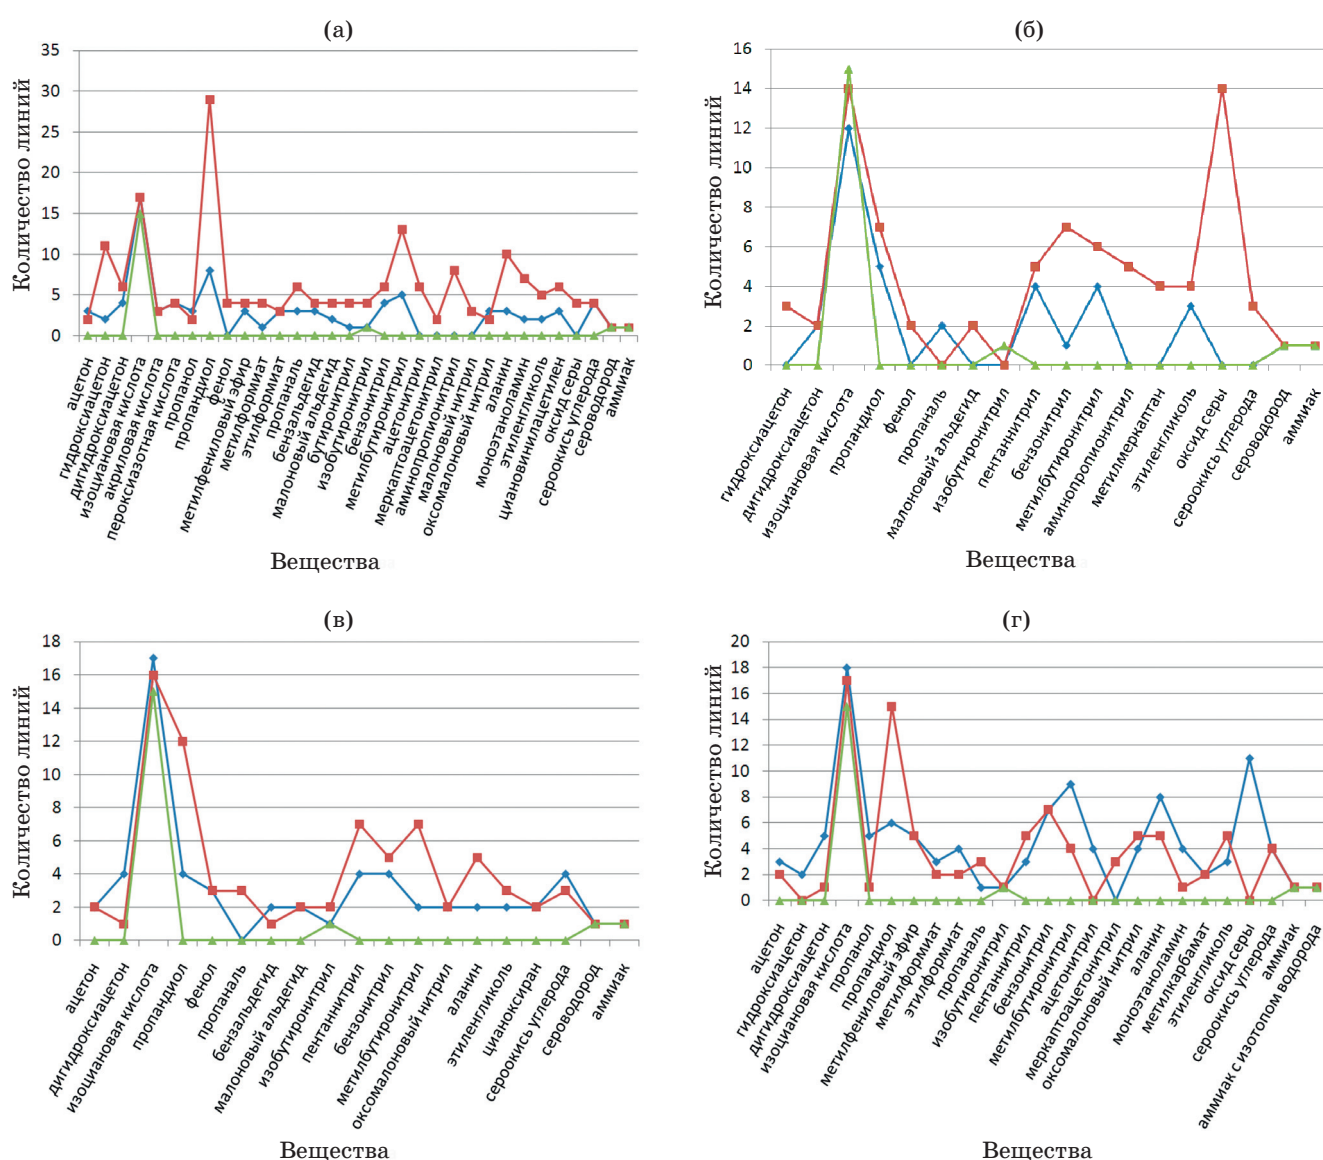 (а)
Количество линий
35
30
25
20
15
10
5
0
ацетон
гидроксиацетон
дигидроксиацетон
изоциановая кислота
акриловая кислота
пероксиазотная кислота
пропанол
пропандиол
фенол
метилфениловый эфир
метилформиат
этилформиат
пропаналь
бензальдегид
малоновый альдегид
бутиронитрил
изобутиронитрил
бензонитрил
метилбутиронитрил
ацетонитрил
меркаптоацетонитрил
аминопропионитрил
малоновый нитрил
оксомалоновый нитрил
аланин
моноэтаноламин
этиленгликоль
циановинилацетилен
оксид серы
сероокись углерода
сероводород
аммиак
Вещества
(б)
Количество линий
16
14
12
10
8
6
4
2
0
гидроксиацетон
дигидроксиацетон
изоциановая кислота
пропандиол
фенол
пропаналь
малоновый альдегид
изобутиронитрил
пентаннитрил
бензонитрил
метилбутиронитрил
аминопропионитрил
метилмеркаптан
этиленгликоль
оксид серы
сероокись углерода
сероводород
аммиак
Вещества
(в)
Количество линий
18
16
14
12
10
8
6
4
2
0
ацетон
дигидроксиацетон
изоциановая кислота
пропандиол
фенол
пропаналь
бензальдегид
малоновый альдегид
изобутиронитрил
пентаннитрил
бензонитрил
метилбутиронитрил
оксомалоновый нитрил
аланин
этиленгликоль
цианоксиран
сероокись углерода
сероводород
аммиак
Вещества
(г)
Количество линий
20
18
16
14
12
10
8
6
4
2
0
ацетон
гидроксиацетон
дигидроксиацетон
изоциановая кислота
пропанол
пропандиол
метилфениловый эфир
метилформиат
этилформиат
пропаналь
изобутиронитрил
пентаннитрил
бензонитрил
метилбутиронитрил
ацетонитрил
меркаптоацетонитрил
оксомалоновый нитрил
аланин
моноэтаноламин
метилкарбамат
этиленгликоль
оксид серы
сероокись углерода
аммиак
аммиак с изотопом водорода
Вещества